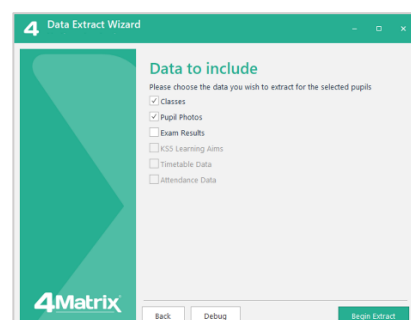 4 Data Extract Wizard
Data to include
Please choose the data you wish to extract for the selected pupils
Classes
Pupil Photos
Exam Results
KS5 Learning Aims
Timetable Data
Attendance Data
4Matrix
Back
Debug
Begin Extract